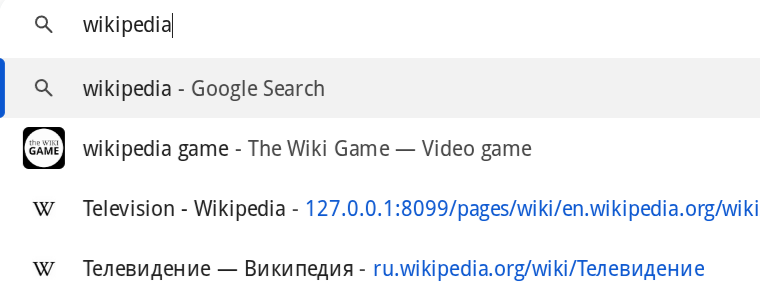 wikipedia
wikipedia - Google Search
the WIKI
GAME
wikipedia game - The Wiki Game — Video game
W Television - Wikipedia - 127.0.0.1:8099/pages/wiki/en.wikipedia.org/wiki
W Телевидение — Википедия - ru.wikipedia.org/wiki/Телевидение